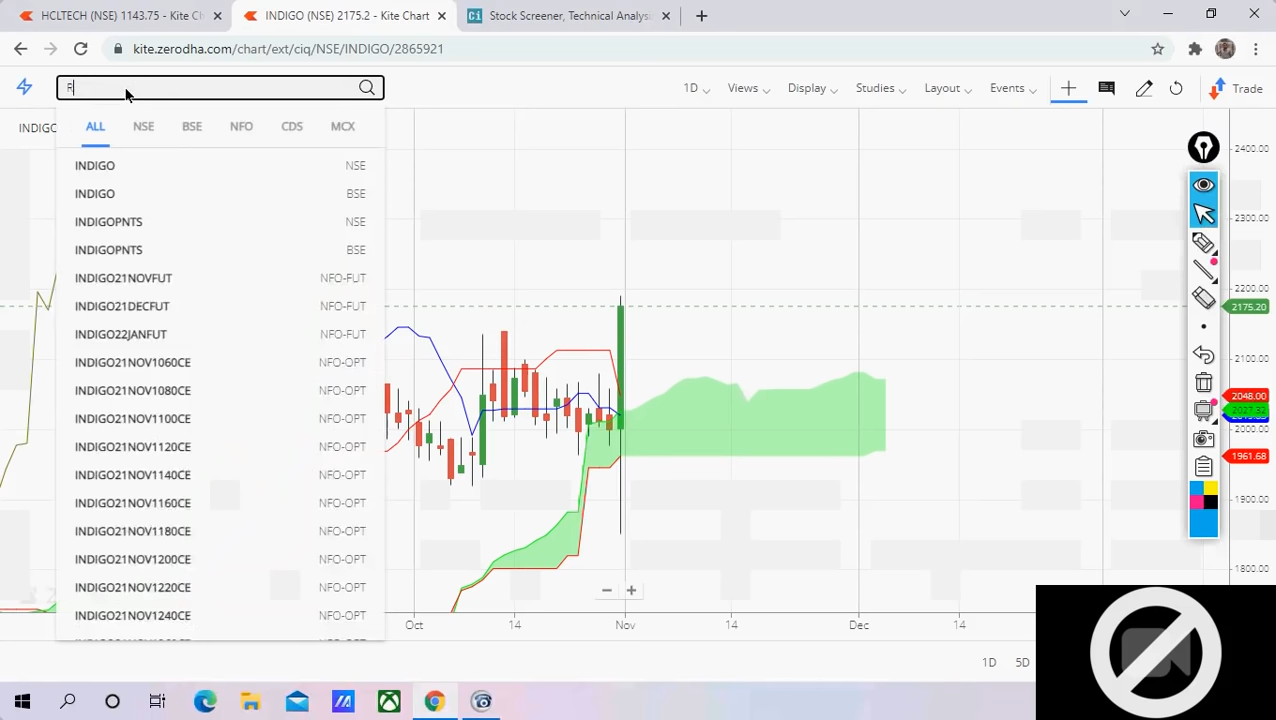 HCLTECH (NSE) 1143.75 - Kite Chart
INDIGO (NSE) 2175.2 - Kite Chart
Stock Screener, Technical Analysi
kite.zerodha.com/chart/ext/ciq/NSE/INDIGO/2865921
F
1D
Views
Display
Studies
Layout
Events
Trade
INDIGO
ALL NSE BSE NFO CDS MCX
INDIGO NSE
INDIGO BSE
INDIGOPNTS NSE
INDIGOPNTS BSE
INDIGO21NOVFUT NFO-FUT
INDIGO21DECFUT NFO-FUT
INDIGO22JANFUT NFO-FUT
INDIGO21NOV1060CE NFO-OPT
INDIGO21NOV1080CE NFO-OPT
INDIGO21NOV1100CE NFO-OPT
INDIGO21NOV1120CE NFO-OPT
INDIGO21NOV1140CE NFO-OPT
INDIGO21NOV1160CE NFO-OPT
INDIGO21NOV1180CE NFO-OPT
INDIGO21NOV1200CE NFO-OPT
INDIGO21NOV1220CE NFO-OPT
INDIGO21NOV1240CE NFO-OPT
2400.00
2300.00
2200.00
2175.20
2100.00
2048.00
2027.32
2000.00
1961.68
1900.00
1800.00
Oct 14 Nov 14 Dec 14
1D 5D